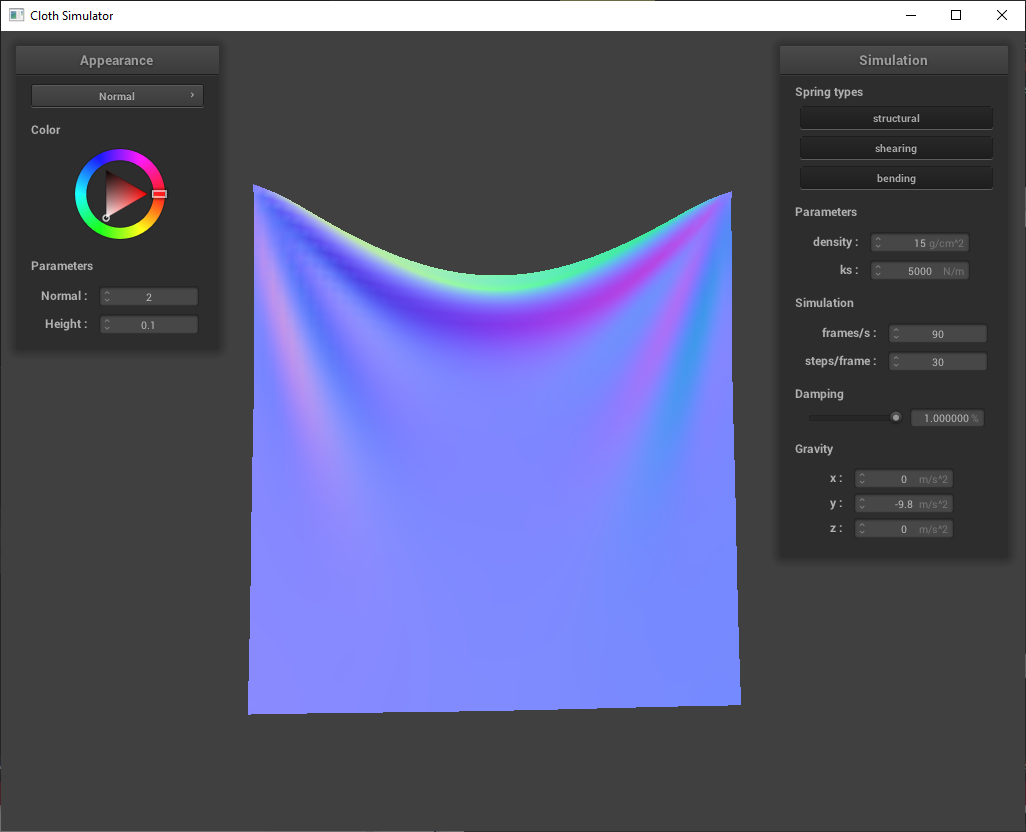 Cloth Simulator
Appearance
Normal
Color
Parameters
Normal : 2
Height : 0.1
Simulation
Spring types
structural
shearing
bending
Parameters
density : 15 g/cm^2
ks : 5000 N/m
Simulation
frames/s : 90
steps/frame : 30
Damping
1.000000 %
Gravity
x : 0 m/s^2
y : -9.8 m/s^2
z : 0 m/s^2